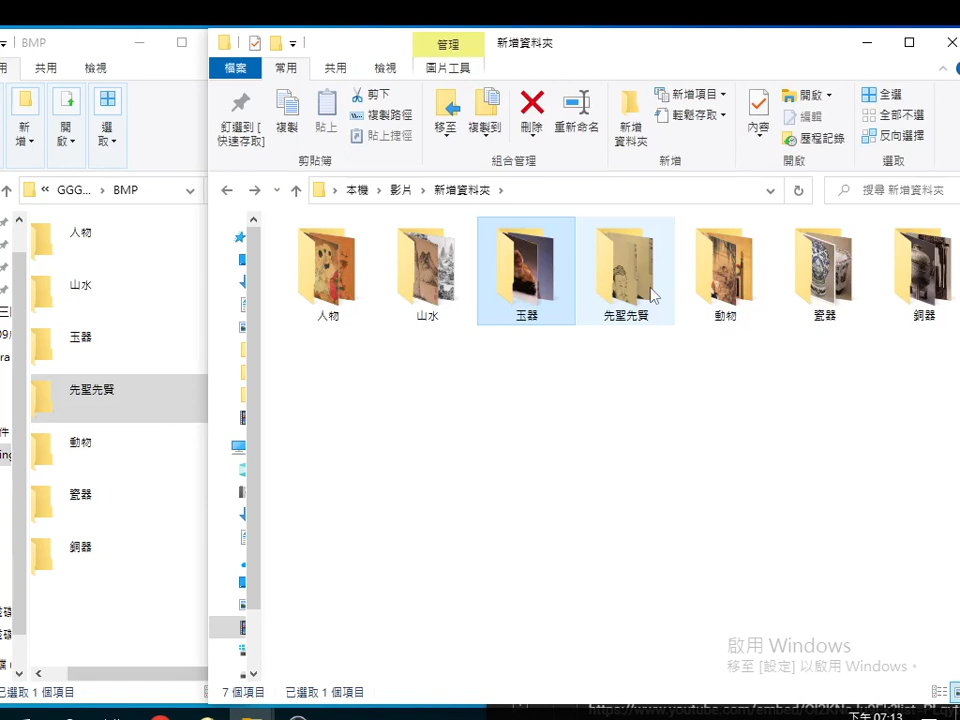 BMP
新增資料夾
管理
用
共用
檢視
檔案
常用
共用
檢視
圖片工具
新
增
開
啟
選
取
釘選到 [
快速存取]
複製
貼上
剪下
複製路徑
貼上捷徑
剪貼簿
移至
複製到
刪除
重新命名
組合管理
新增
資料夾
新增項目
輕鬆存取
新增
內容
開啟
編輯
歷程記錄
開啟
全選
全部不選
反向選擇
選取
« GGG... › BMP
本機 › 影片 › 新增資料夾 ›
搜尋 新增資料夾
人物
山水
玉器
先聖先賢
動物
瓷器
銅器
人物
山水
玉器
先聖先賢
動物
瓷器
銅器
啟用 Windows
移至 [設定] 以啟用 Windows。
已選取 1 個項目
7 個項目
已選取 1 個項目
下午 07:13